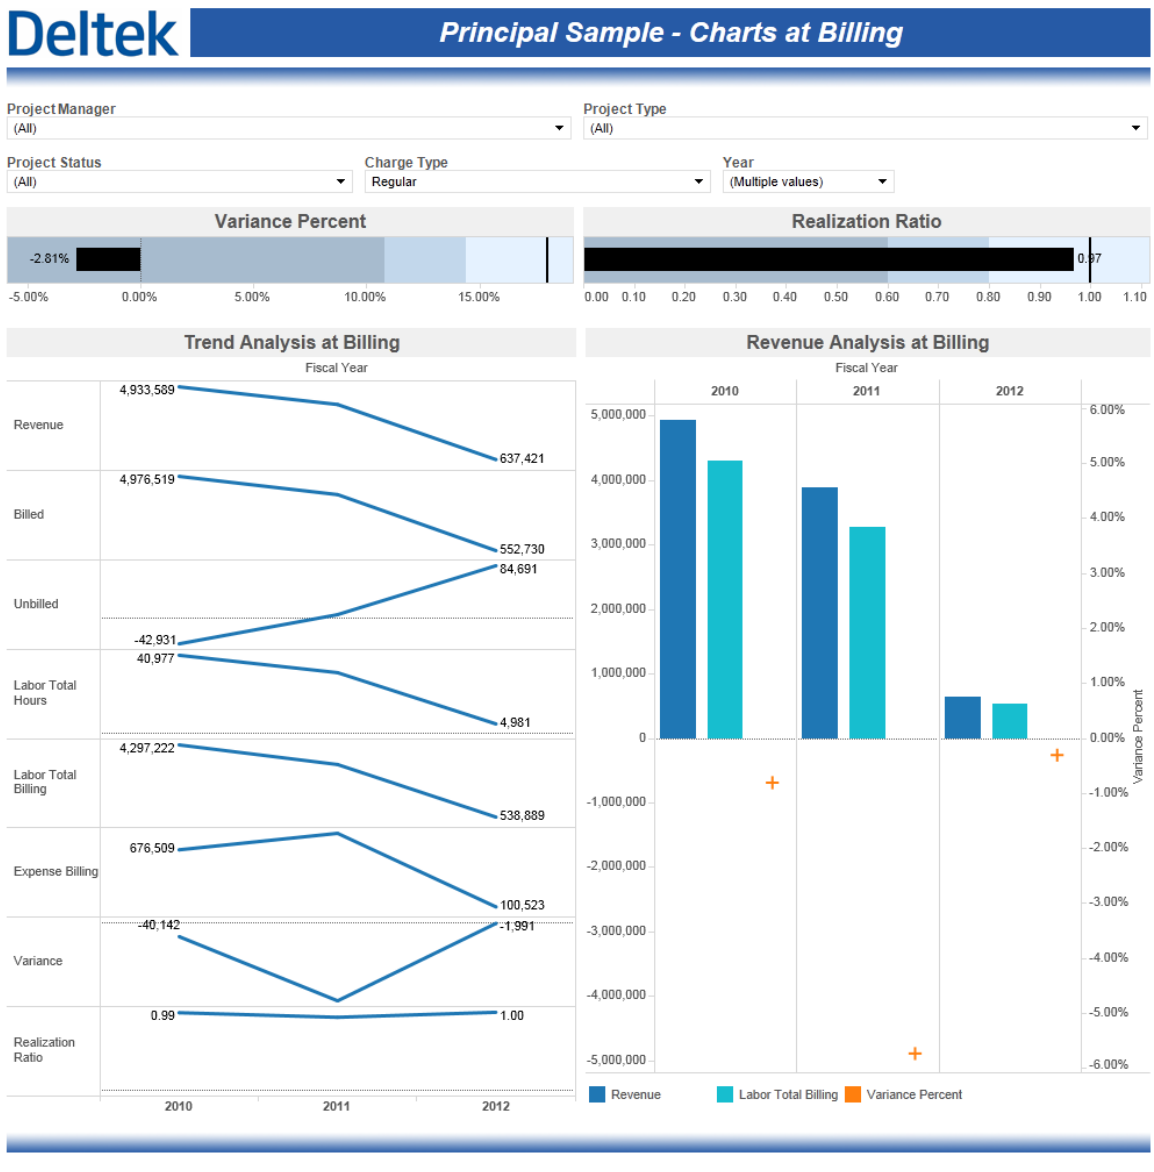 Deltek
Principal Sample - Charts at Billing
Project Manager
(All)
Project Type
(All)
Project Status
(All)
Charge Type
Regular
Year
(Multiple values)
Variance Percent
-2.81%
-5.00% 0.00% 5.00% 10.00% 15.00%
Realization Ratio
0.97
0.00 0.10 0.20 0.30 0.40 0.50 0.60 0.70 0.80 0.90 1.00 1.10
Trend Analysis at Billing
Fiscal Year
Revenue
4,933,589
637,421
Billed
4,976,519
552,730
Unbilled
-42,931
84,691
Labor Total
Hours
40,977
4,981
Labor Total
Billing
4,297,222
538,889
Expense Billing
676,509
100,523
Variance
-40,142
-1,991
Realization
Ratio
0.99
1.00
2010 2011 2012
Revenue Analysis at Billing
Fiscal Year
2010 2011 2012
5,000,000
4,000,000
3,000,000
2,000,000
1,000,000
0
-1,000,000
-2,000,000
-3,000,000
-4,000,000
-5,000,000
6.00%
5.00%
4.00%
3.00%
2.00%
1.00%
0.00%
-1.00%
-2.00%
-3.00%
-4.00%
-5.00%
-6.00%
Variance Percent
Revenue Labor Total Billing Variance Percent